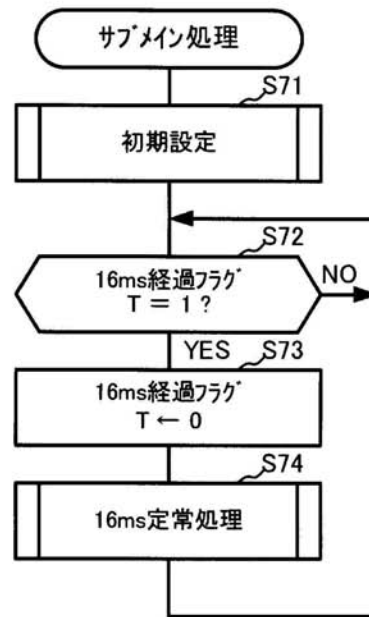 サブメイン処理
S71
初期設定
S72
16ms経過フラグ
T = 1 ?
NO
YES
S73
16ms経過フラグ
T ← 0
S74
16ms定常処理